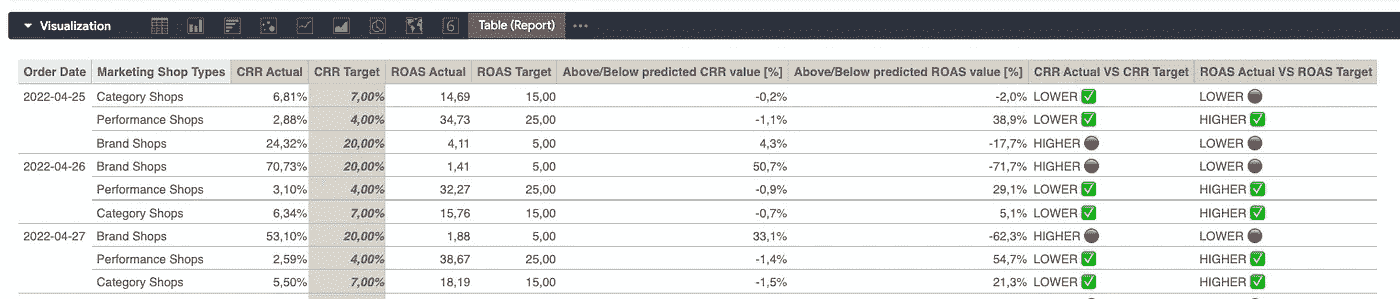 Visualization 6 Table (Report)
Order Date Marketing Shop Types CRR Actual CRR Target ROAS Actual ROAS Target Above/Below predicted CRR value [%] Above/Below predicted ROAS value [%] CRR Actual VS CRR Target ROAS Actual VS ROAS Target
2022-04-25 Category Shops 6,81% 7,00% 14,69 15,00 -0,2% -2,0% LOWER ✅ LOWER
Performance Shops 2,88% 4,00% 34,73 25,00 -1,1% 38,9% LOWER ✅ HIGHER ✅
Brand Shops 24,32% 20,00% 4,11 5,00 4,3% -17,7% HIGHER LOWER
2022-04-26 Brand Shops 70,73% 20,00% 1,41 5,00 50,7% -71,7% HIGHER LOWER
Performance Shops 3,10% 4,00% 32,27 25,00 -0,9% 29,1% LOWER ✅ HIGHER ✅
Category Shops 6,34% 7,00% 15,76 15,00 -0,7% 5,1% LOWER ✅ HIGHER ✅
2022-04-27 Brand Shops 53,10% 20,00% 1,88 5,00 33,1% -62,3% HIGHER LOWER
Performance Shops 2,59% 4,00% 38,67 25,00 -1,4% 54,7% LOWER ✅ HIGHER ✅
Category Shops 5,50% 7,00% 18,19 15,00 -1,5% 21,3% LOWER ✅ HIGHER ✅